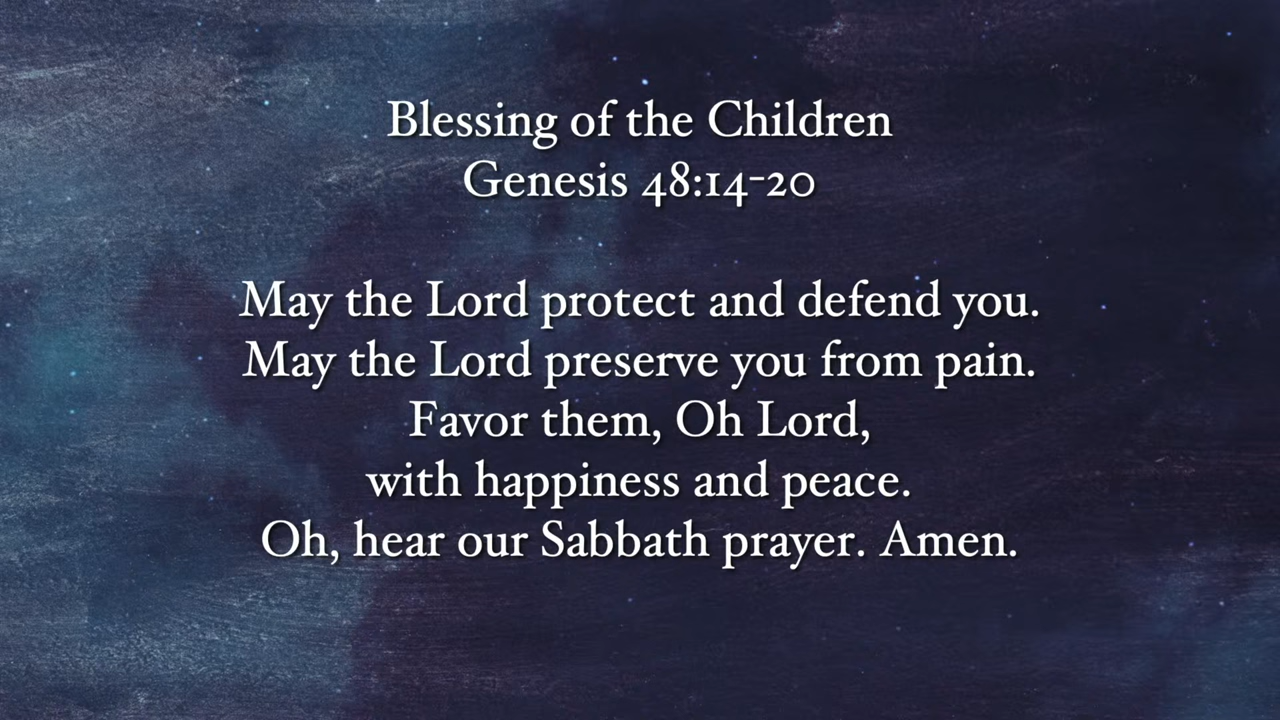 Blessing of the Children
Genesis 48:14-20
May the Lord protect and defend you.
May the Lord preserve you from pain.
Favor them, Oh Lord,
with happiness and peace.
Oh, hear our Sabbath prayer. Amen.